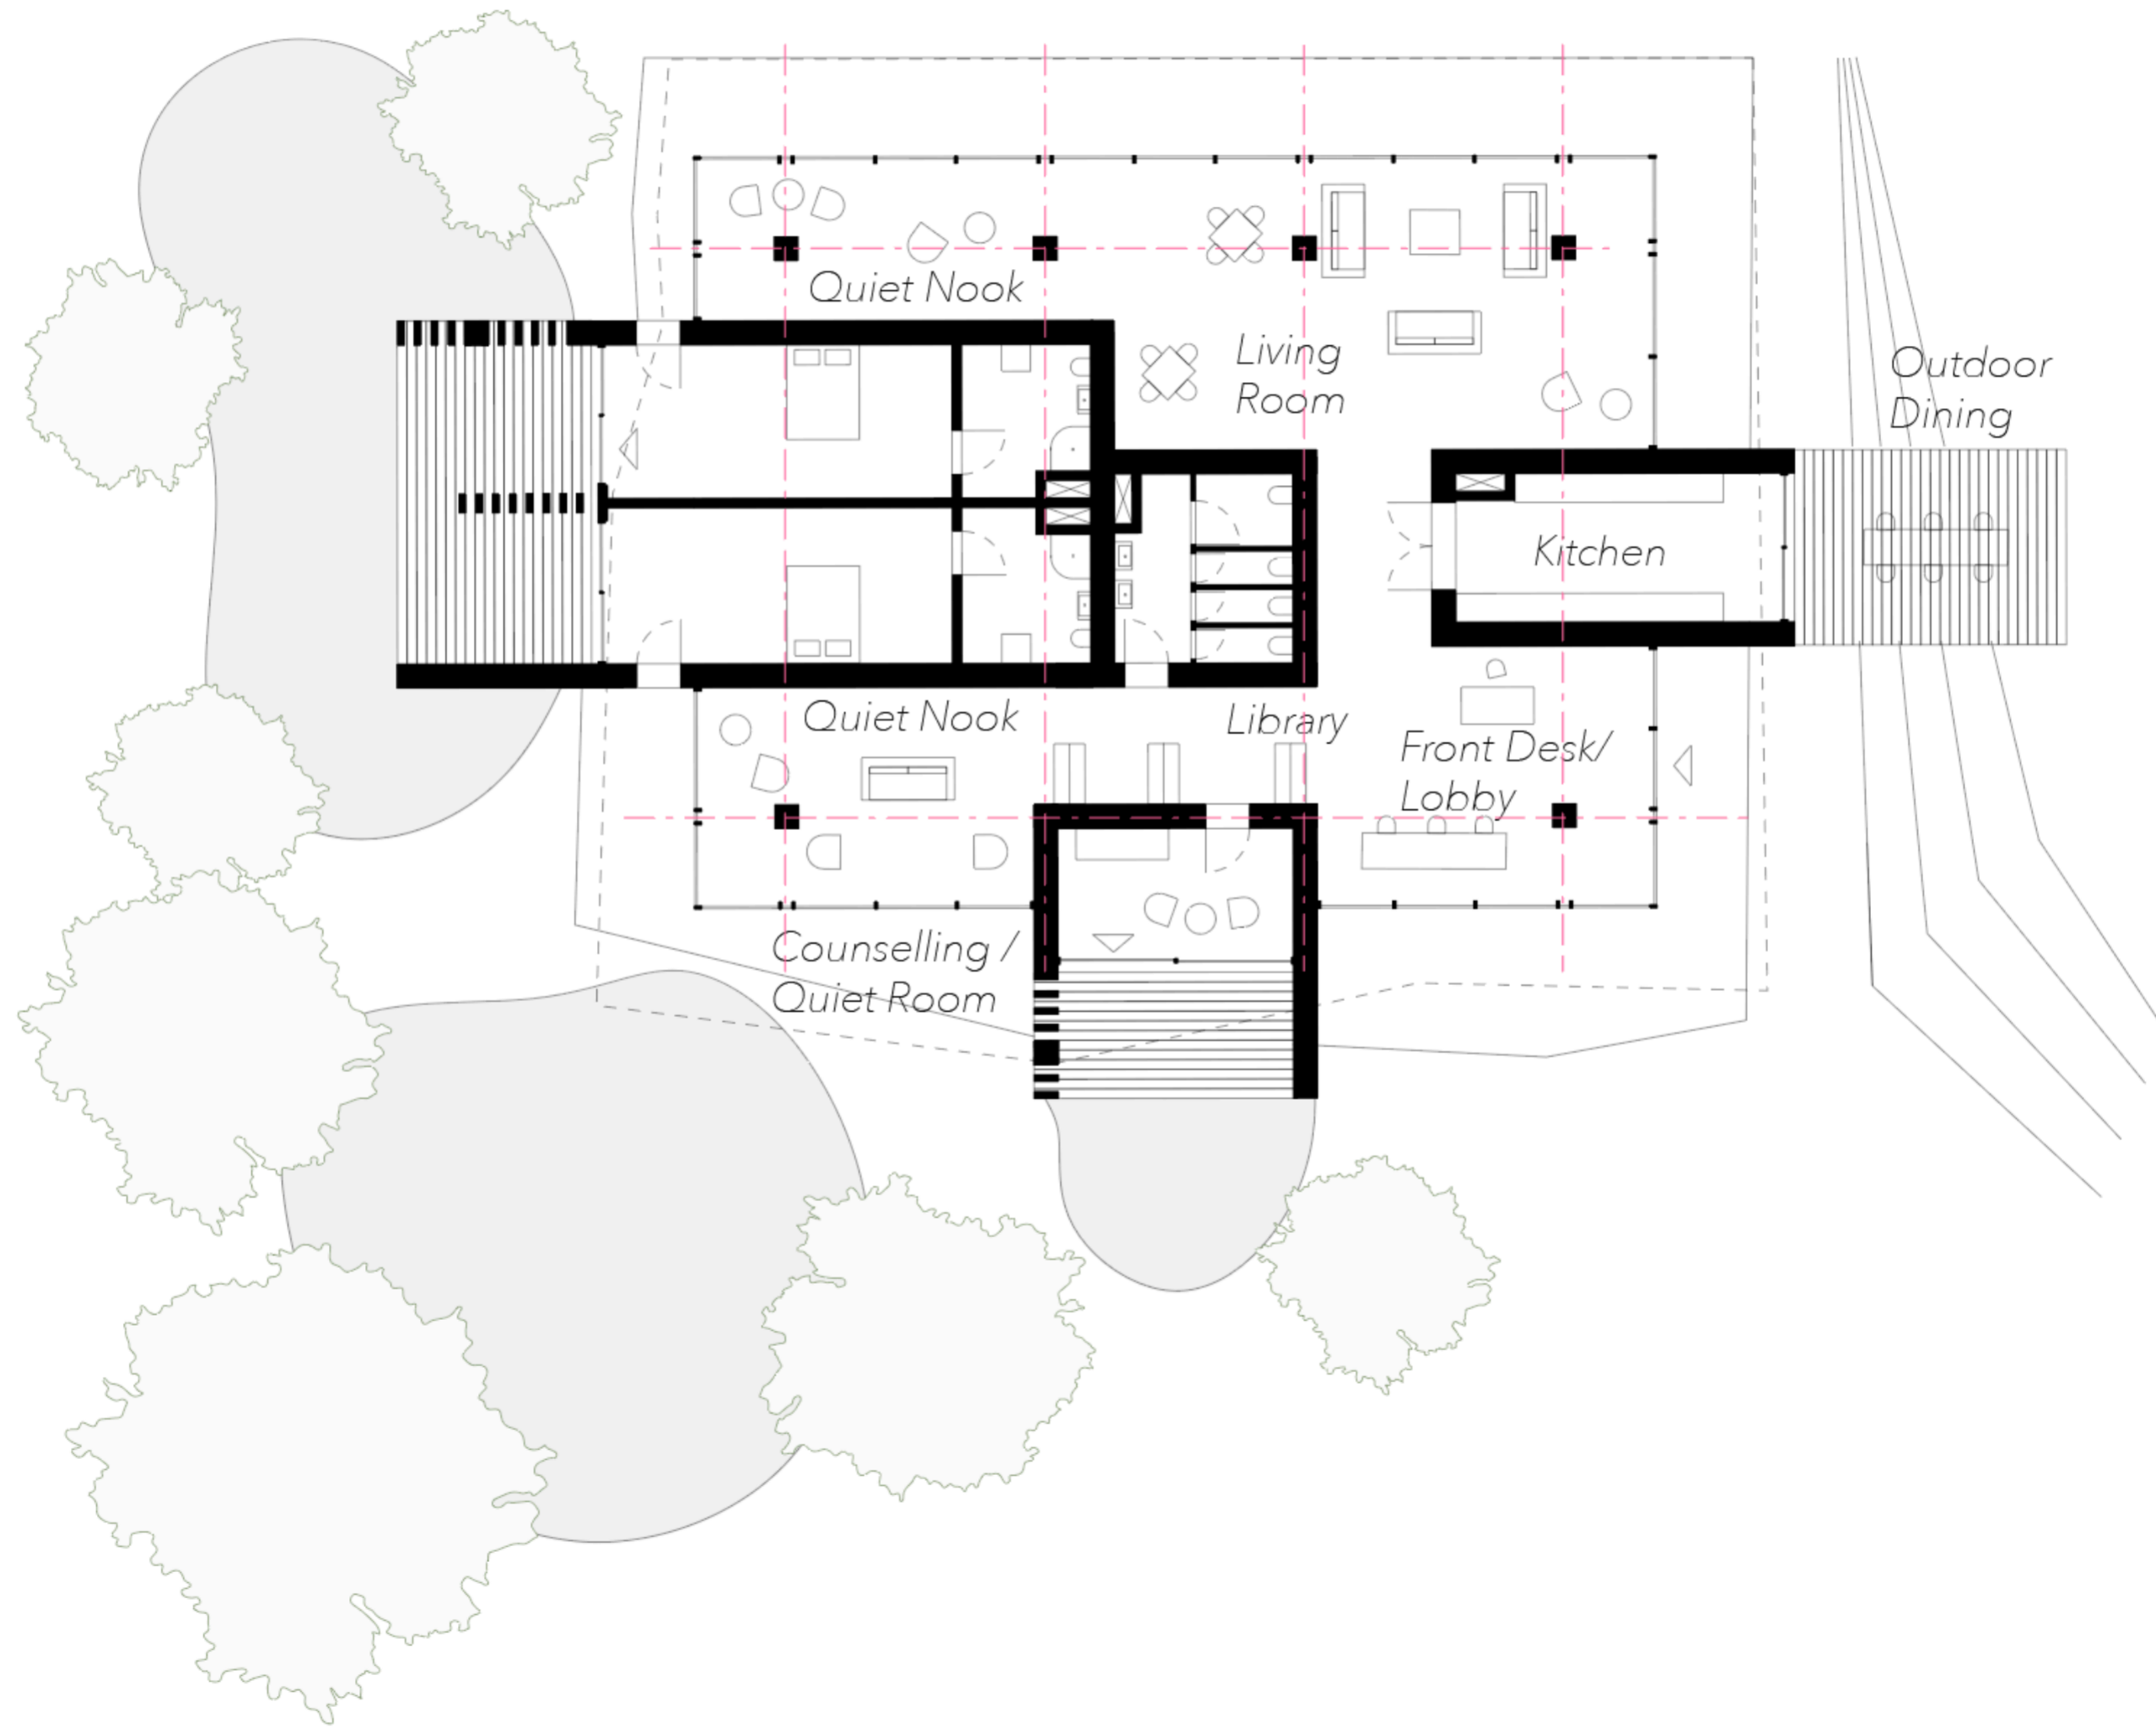 Quiet Nook
Living
Room
Outdoor
Dining
Kitchen
Quiet Nook
Library
Front Desk/
Lobby
Counselling /
Quiet Room